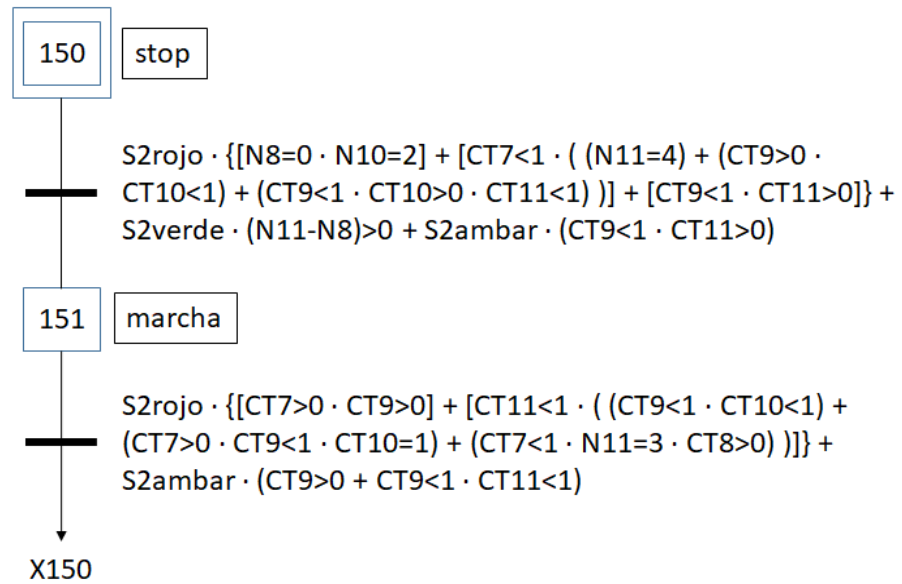 150 stop
S2rojo · {[N8=0 · N10=2] + [CT7<1 · ( (N11=4) + (CT9>0 ·
CT10<1) + (CT9<1 · CT10>0 · CT11<1) )] + [CT9<1 · CT11>0]} +
S2verde · (N11-N8)>0 + S2ambar · (CT9<1 · CT11>0)
151 marcha
S2rojo · {[CT7>0 · CT9>0] + [CT11<1 · ( (CT9<1 · CT10<1) +
(CT7>0 · CT9<1 · CT10=1) + (CT7<1 · N11=3 · CT8>0) )]} +
S2ambar · (CT9>0 + CT9<1 · CT11<1)
X150